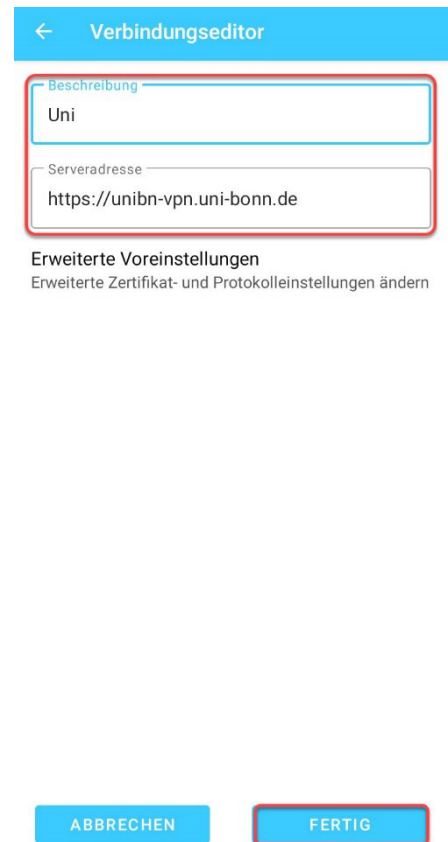 Verbindungseditor
Beschreibung
Uni
Serveradresse
https://unibn-vpn.uni-bonn.de
Erweiterte Voreinstellungen
Erweiterte Zertifikat- und Protokolleinstellungen ändern
ABBRECHEN
FERTIG